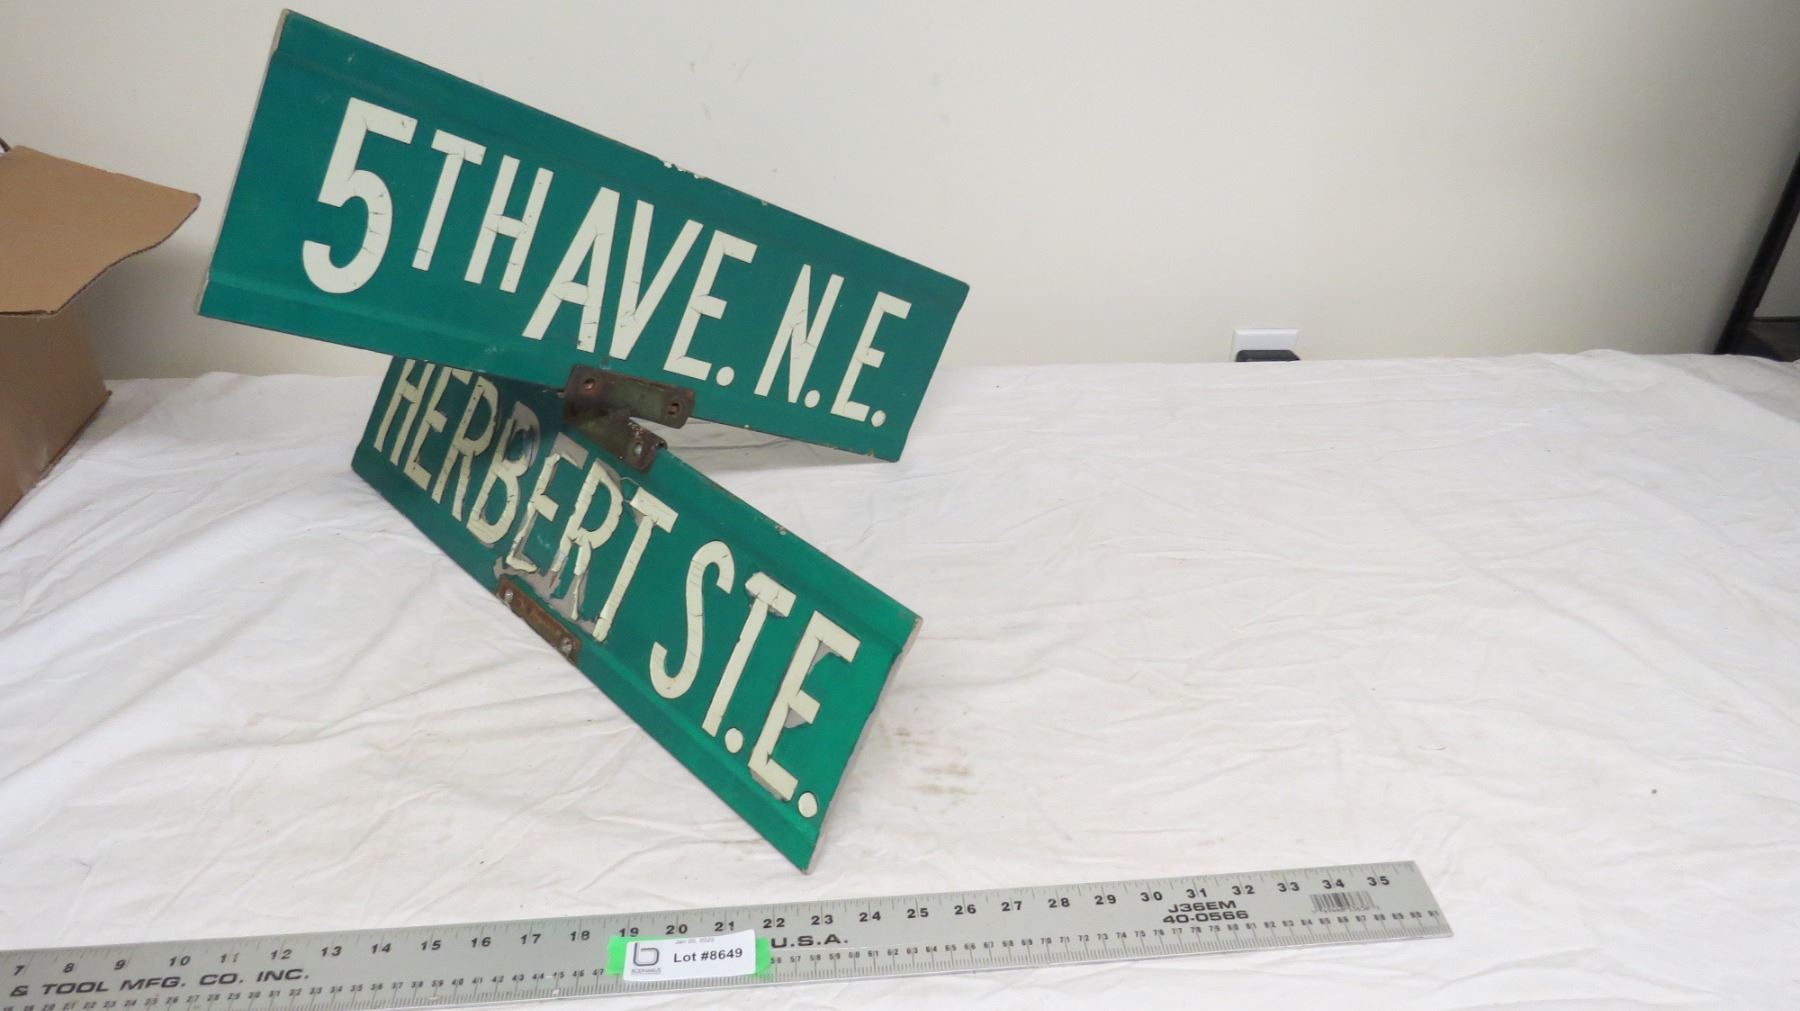 5TH AVE. N.E.
HERBERT ST. E.
7 8 9 10 11 12 13 14 15 16 17 18 19 20 21 22 23 24 25 26 27 28 29 30 31 32 33 34 35
& TOOL MFG. CO. INC.
U.S.A.
J36EM
40-0566
Lot #8649